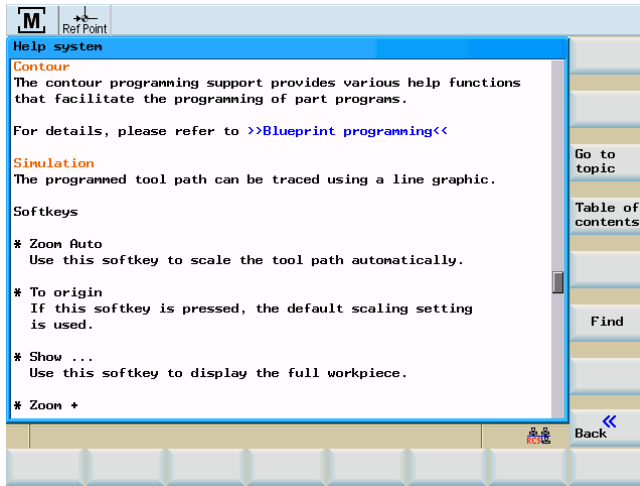 M
Ref Point
Help system
Contour
The contour programming support provides various help functions
that facilitate the programming of part programs.
For details, please refer to >>Blueprint programming<<
Simulation
The programmed tool path can be traced using a line graphic.
Softkeys
* Zoom Auto
Use this softkey to scale the tool path automatically.
* To origin
If this softkey is pressed, the default scaling setting
is used.
* Show ...
Use this softkey to display the full workpiece.
* Zoom +
Go to
topic
Table of
contents
Find
«
Back
RCS